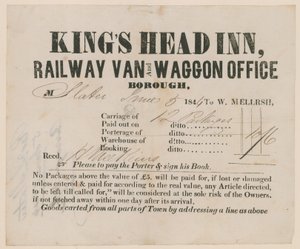 KING'S HEAD INN,
RAILWAY VAN And WAGGON OFFICE
BOROUGH,
M Slater 184 To W. MELLRSH,
Carriage of
Paid out on ditto
Porterage of ditto
Warehouse of ditto
Booking ditto
Recd.
Please to pay the Porter & sign his Book.
No Packages above the value of £5, will be paid for, if lost or damaged
unless entered & paid for according to the real value, any Article directed,
to be left till called for," will be considered at the sole risk of the Owners,
if not fetched away within one day after its arrival.
Goods carted from all parts of Town by addressing a line as above